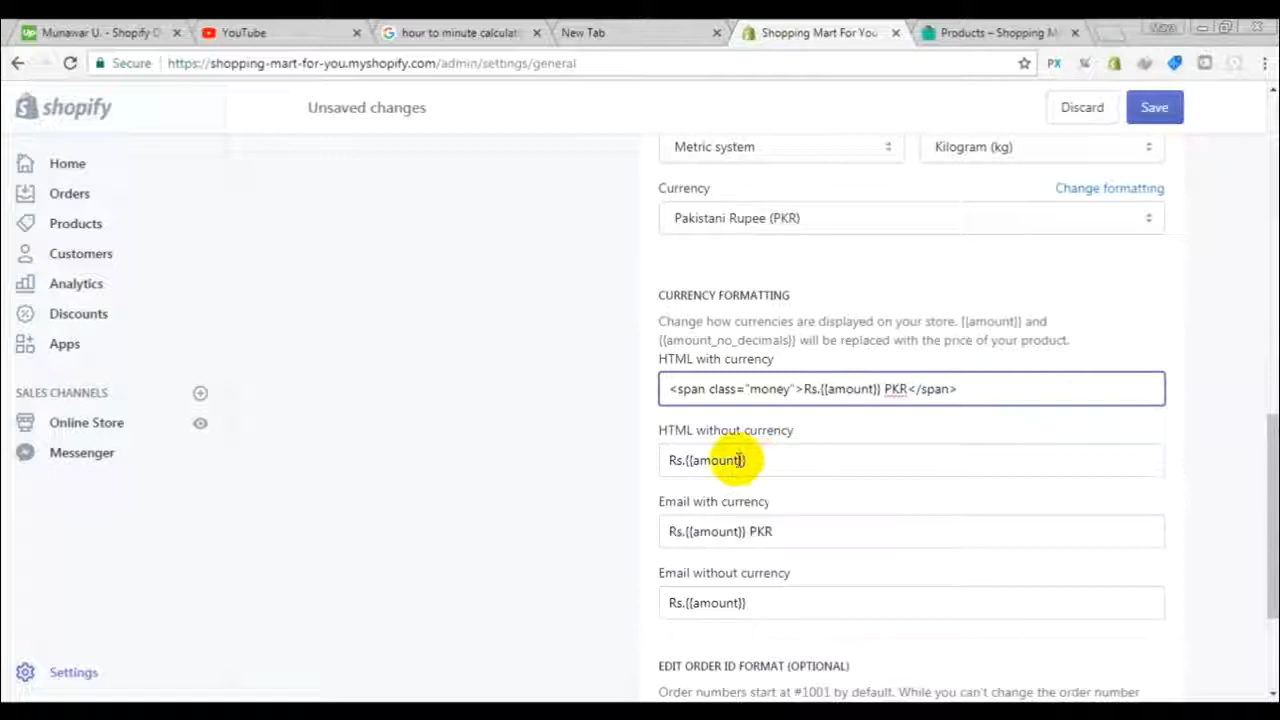 Munawar U. - Shopify D
YouTube
hour to minute calculat
New Tab
Shopping Mart For You
Products – Shopping M
Secure
https://shopping-mart-for-you.myshopify.com/admin/settings/general
PX
shopify
Unsaved changes
Discard
Save
Home
Orders
Products
Customers
Analytics
Discounts
Apps
SALES CHANNELS
Online Store
Messenger
Settings
Metric system
Kilogram (kg)
Currency
Change formatting
Pakistani Rupee (PKR)
CURRENCY FORMATTING
Change how currencies are displayed on your store. {{amount}} and
{{amount_no_decimals}} will be replaced with the price of your product.
HTML with currency
<span class="money">Rs.{{amount}} PKR</span>
HTML without currency
Rs.{{amount}}
Email with currency
Rs.{{amount}} PKR
Email without currency
Rs.{{amount}}
EDIT ORDER ID FORMAT (OPTIONAL)
Order numbers start at #1001 by default. While you can't change the order number